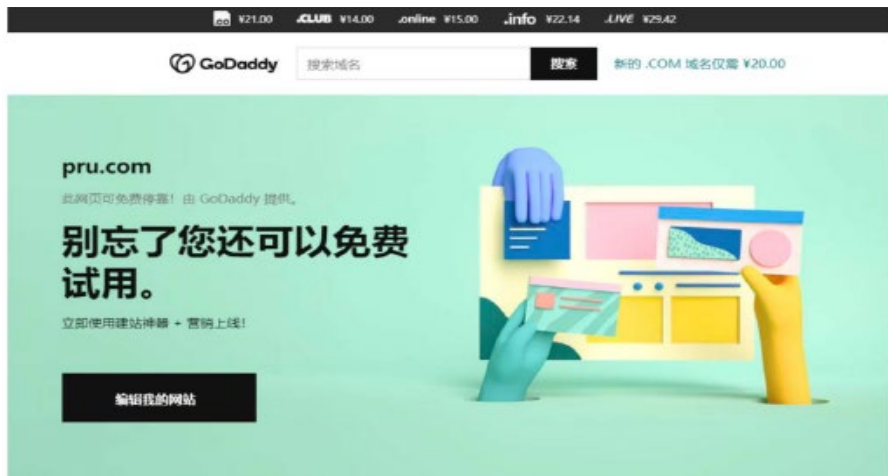 .co ¥21.00 .CLUB ¥14.00 .online ¥15.00 .info ¥22.14 .LIVE ¥29.42
GoDaddy 搜索域名 搜索 新的 .COM 域名仅需 ¥20.00
pru.com
此网页可免费停靠！由 GoDaddy 提供。
别忘了您还可以免费
试用。
立即使用建站神器 + 营销上线！
编辑我的网站